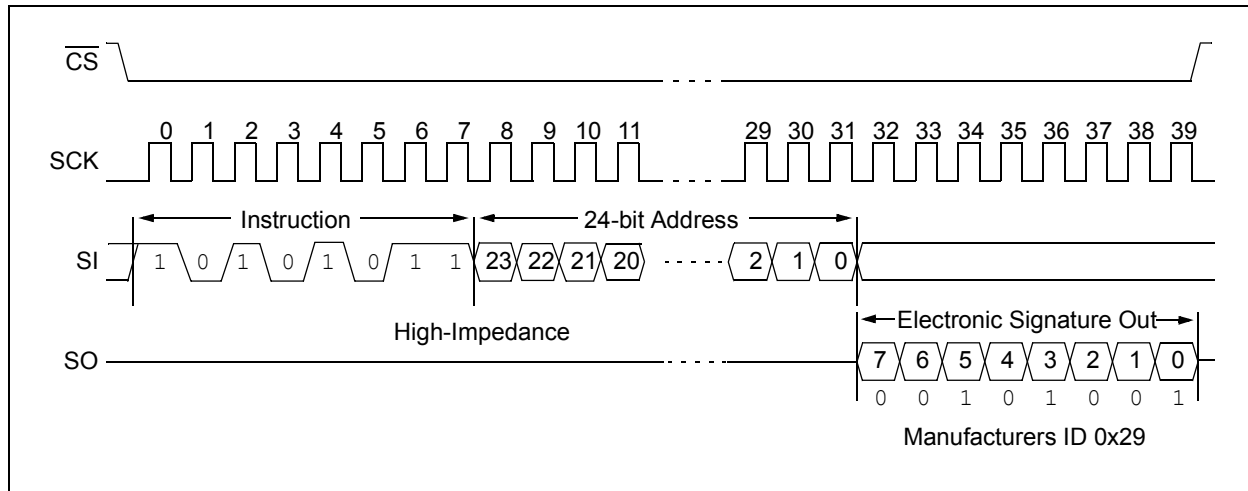 CS
0 1 2 3 4 5 6 7 8 9 10 11 29 30 31 32 33 34 35 36 37 38 39
SCK
Instruction 24-bit Address
SI 1 0 1 0 1 0 1 1 23 22 21 20 2 1 0
High-Impedance Electronic Signature Out
SO 7 6 5 4 3 2 1 0
0 0 1 0 1 0 0 1
Manufacturers ID 0x29